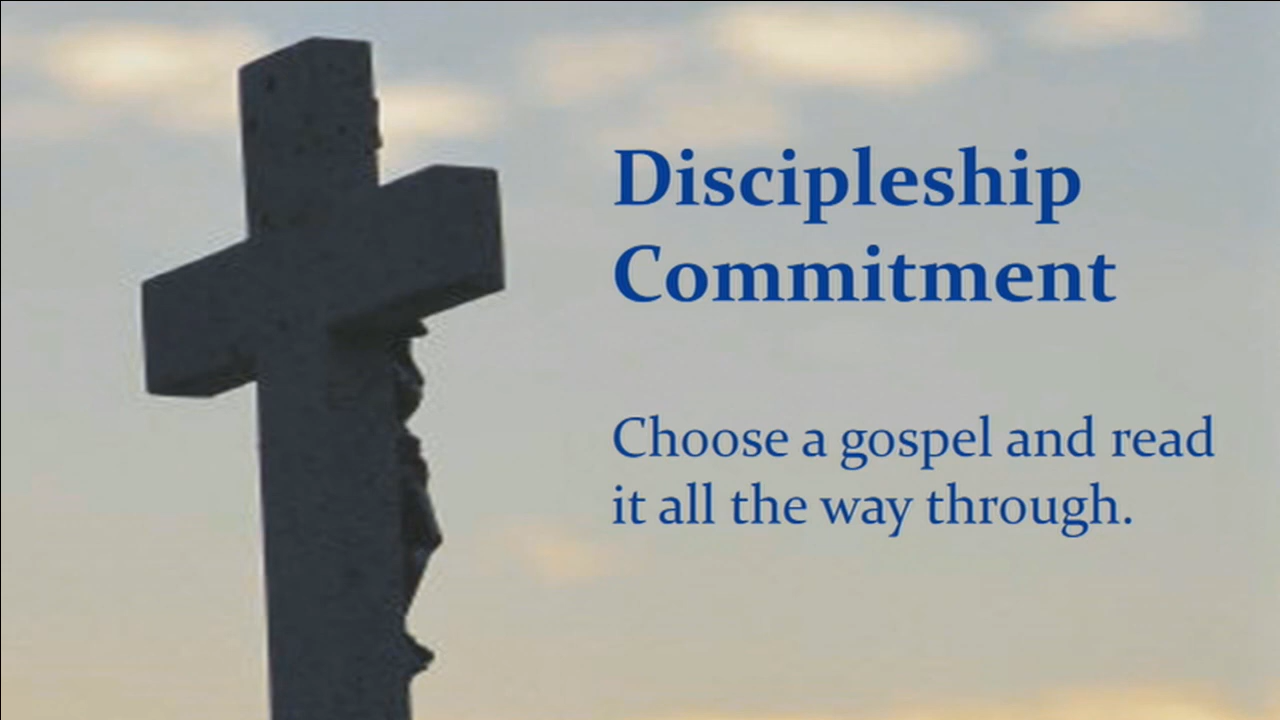 Discipleship
Commitment
Choose a gospel and read
it all the way through.